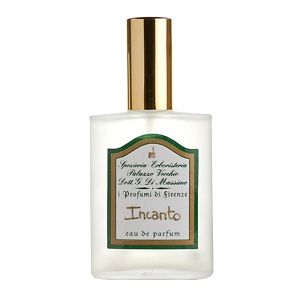 Spezieria-Erboristeria
Palazzo Vecchio
Dott. G. Di Massimo
i Profumi di Firenze
Incanto
eau de parfum